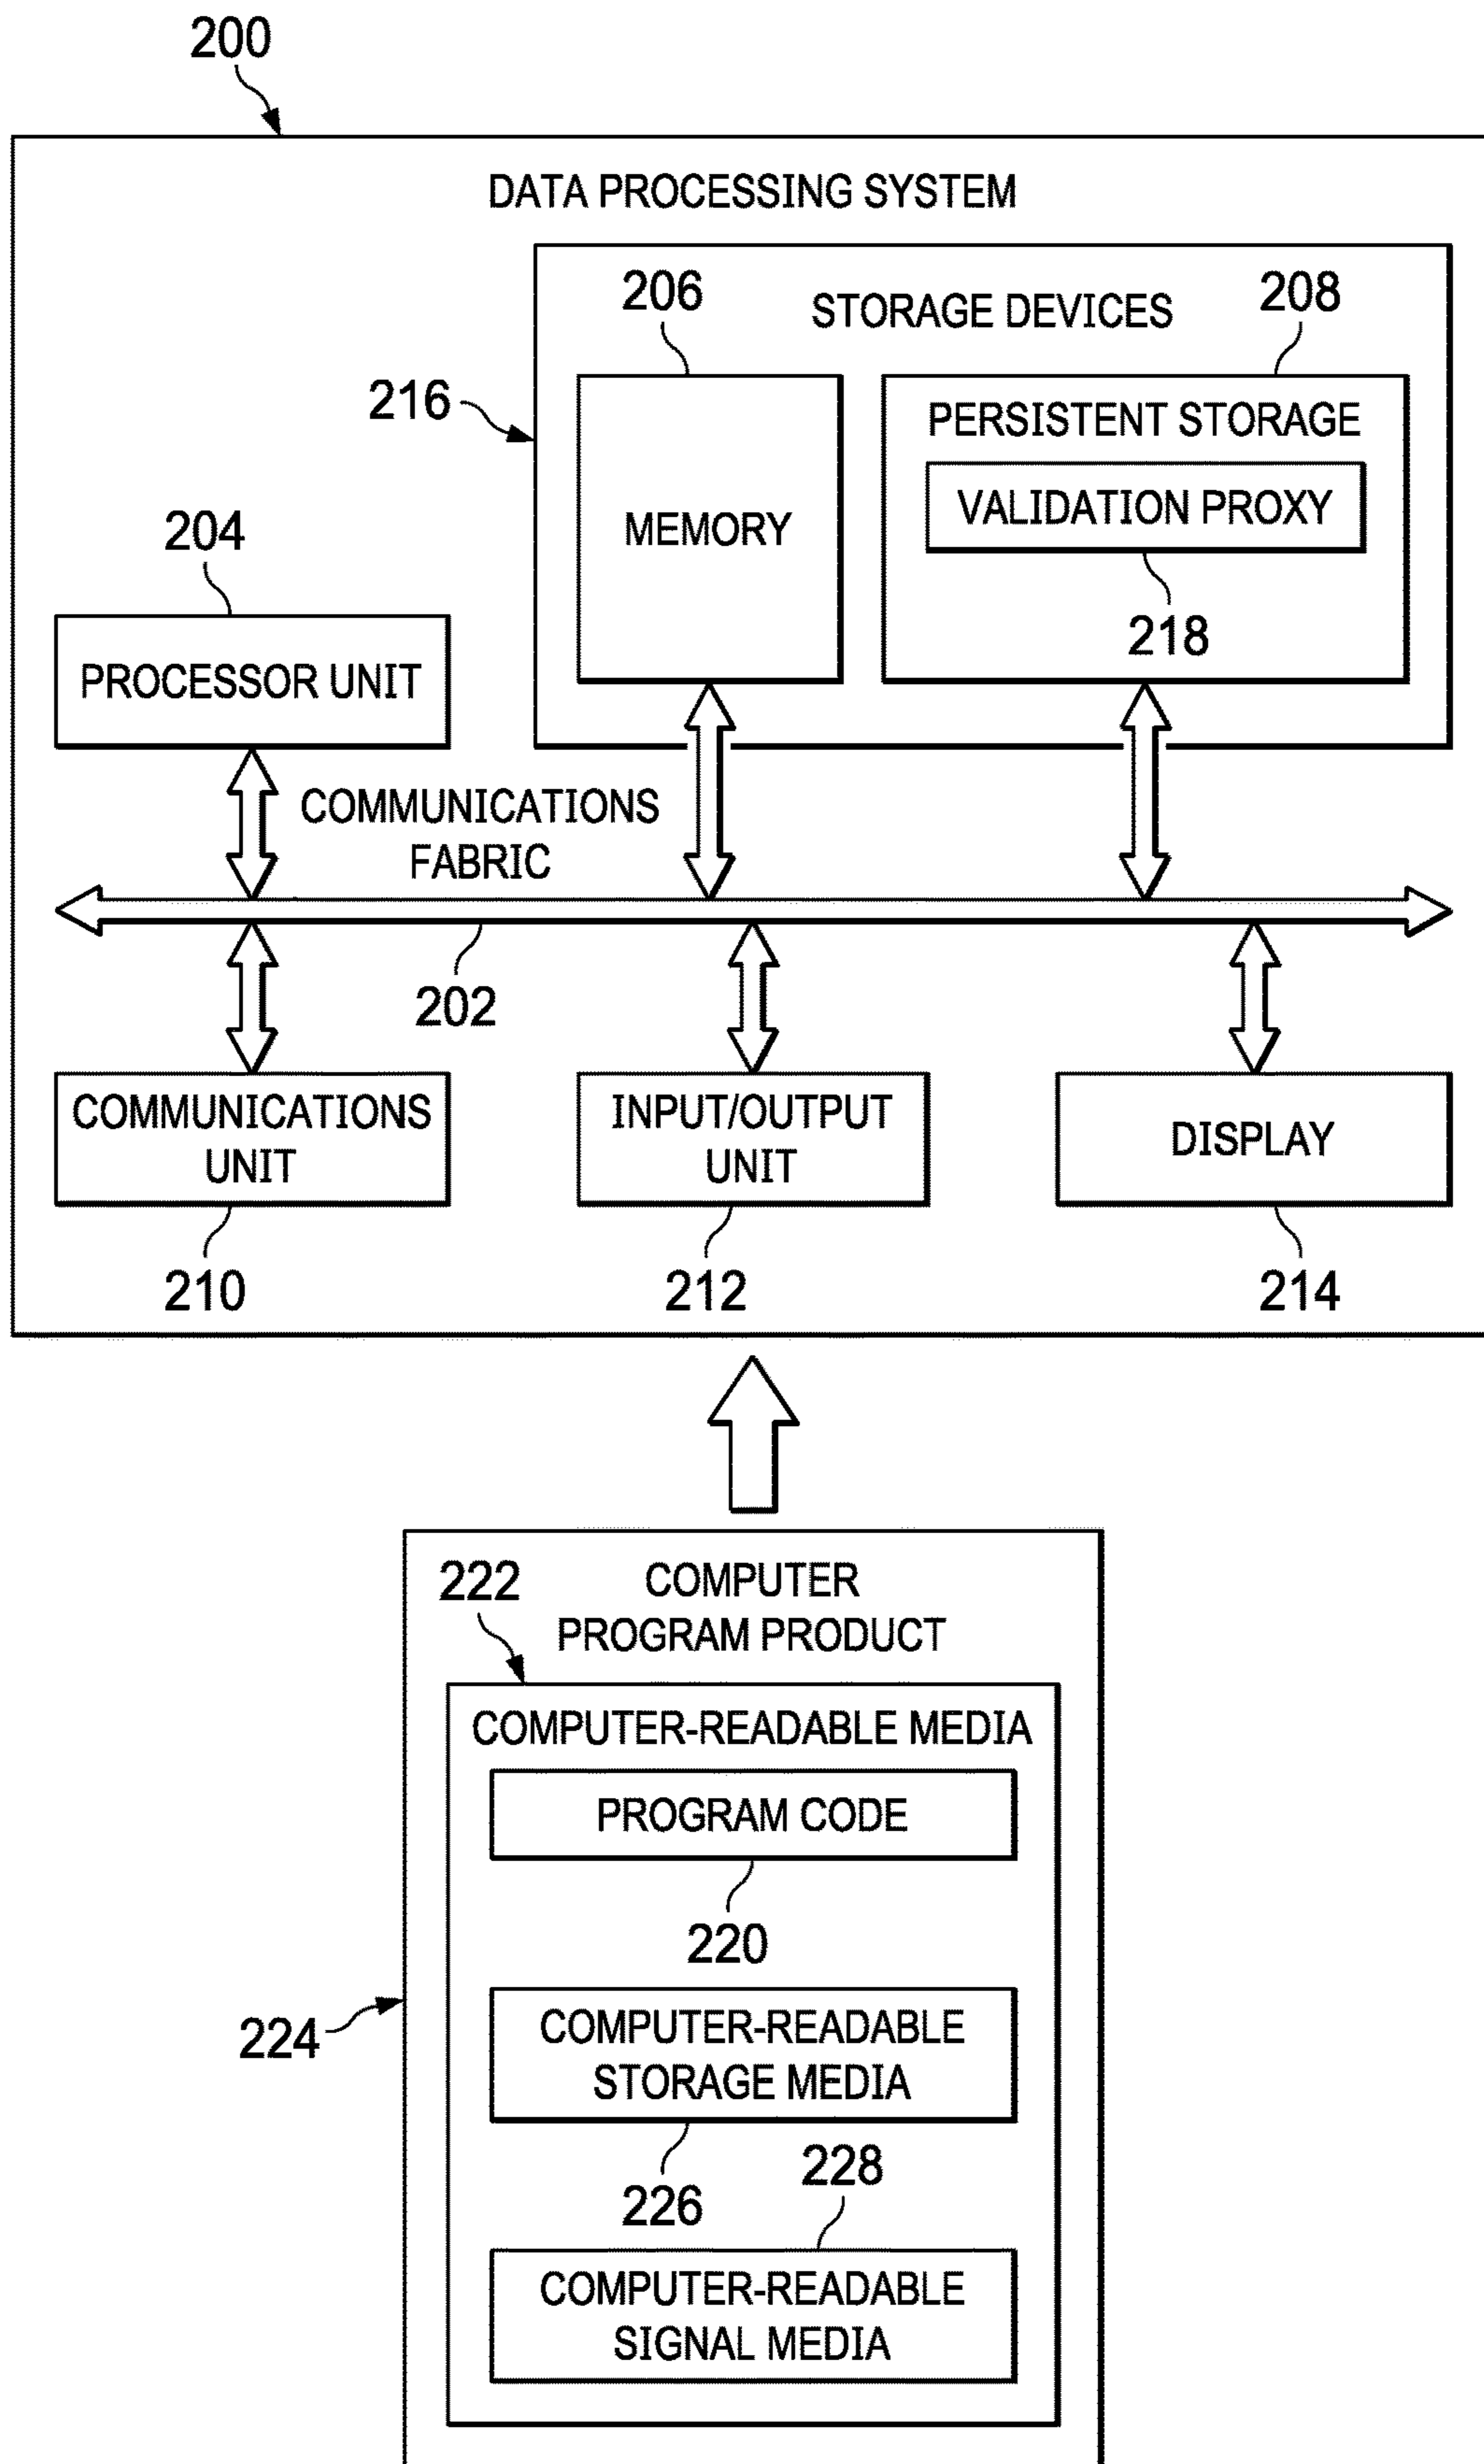 200
DATA PROCESSING SYSTEM
206
STORAGE DEVICES
208
216
PERSISTENT STORAGE
MEMORY
VALIDATION PROXY
204
218
PROCESSOR UNIT
COMMUNICATIONS
FABRIC
202
COMMUNICATIONS
UNIT
INPUT/OUTPUT
UNIT
DISPLAY
210
212
214
222
COMPUTER
PROGRAM PRODUCT
COMPUTER-READABLE MEDIA
PROGRAM CODE
220
224
COMPUTER-READABLE
STORAGE MEDIA
226
228
COMPUTER-READABLE
SIGNAL MEDIA